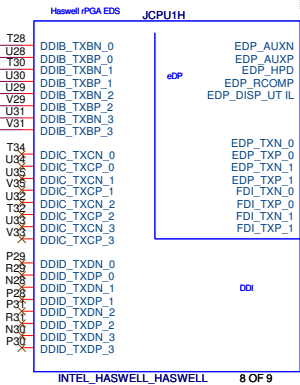 Haswell rPGA EDS
JCPU1H
T28 DDIB_TXBN_0
U28 DDIB_TXBP_0
T30 DDIB_TXBN_1
U30 DDIB_TXBP_1
U29 DDIB_TXBN_2
V29 DDIB_TXBP_2
U31 DDIB_TXBN_3
V31 DDIB_TXBP_3
T34 DDIC_TXCN_0
U34 DDIC_TXCP_0
U35 DDIC_TXCN_1
V35 DDIC_TXCP_1
U32 DDIC_TXCN_2
T32 DDIC_TXCP_2
U33 DDIC_TXCN_3
V33 DDIC_TXCP_3
P29 DDID_TXDN_0
R29 DDID_TXDP_0
N28 DDID_TXDN_1
P28 DDID_TXDP_1
P31 DDID_TXDN_2
R31 DDID_TXDP_2
N30 DDID_TXDN_3
P30 DDID_TXDP_3
eDP
EDP_AUXN
EDP_AUXP
EDP_HPD
EDP_RCOMP
EDP_DISP_UTIL
EDP_TXN_0
EDP_TXP_0
EDP_TXN_1
EDP_TXP_1
FDI_TXN_0
FDI_TXP_0
FDI_TXN_1
FDI_TXP_1
DDI
INTEL_HASWELL_HASWELL 8 OF 9